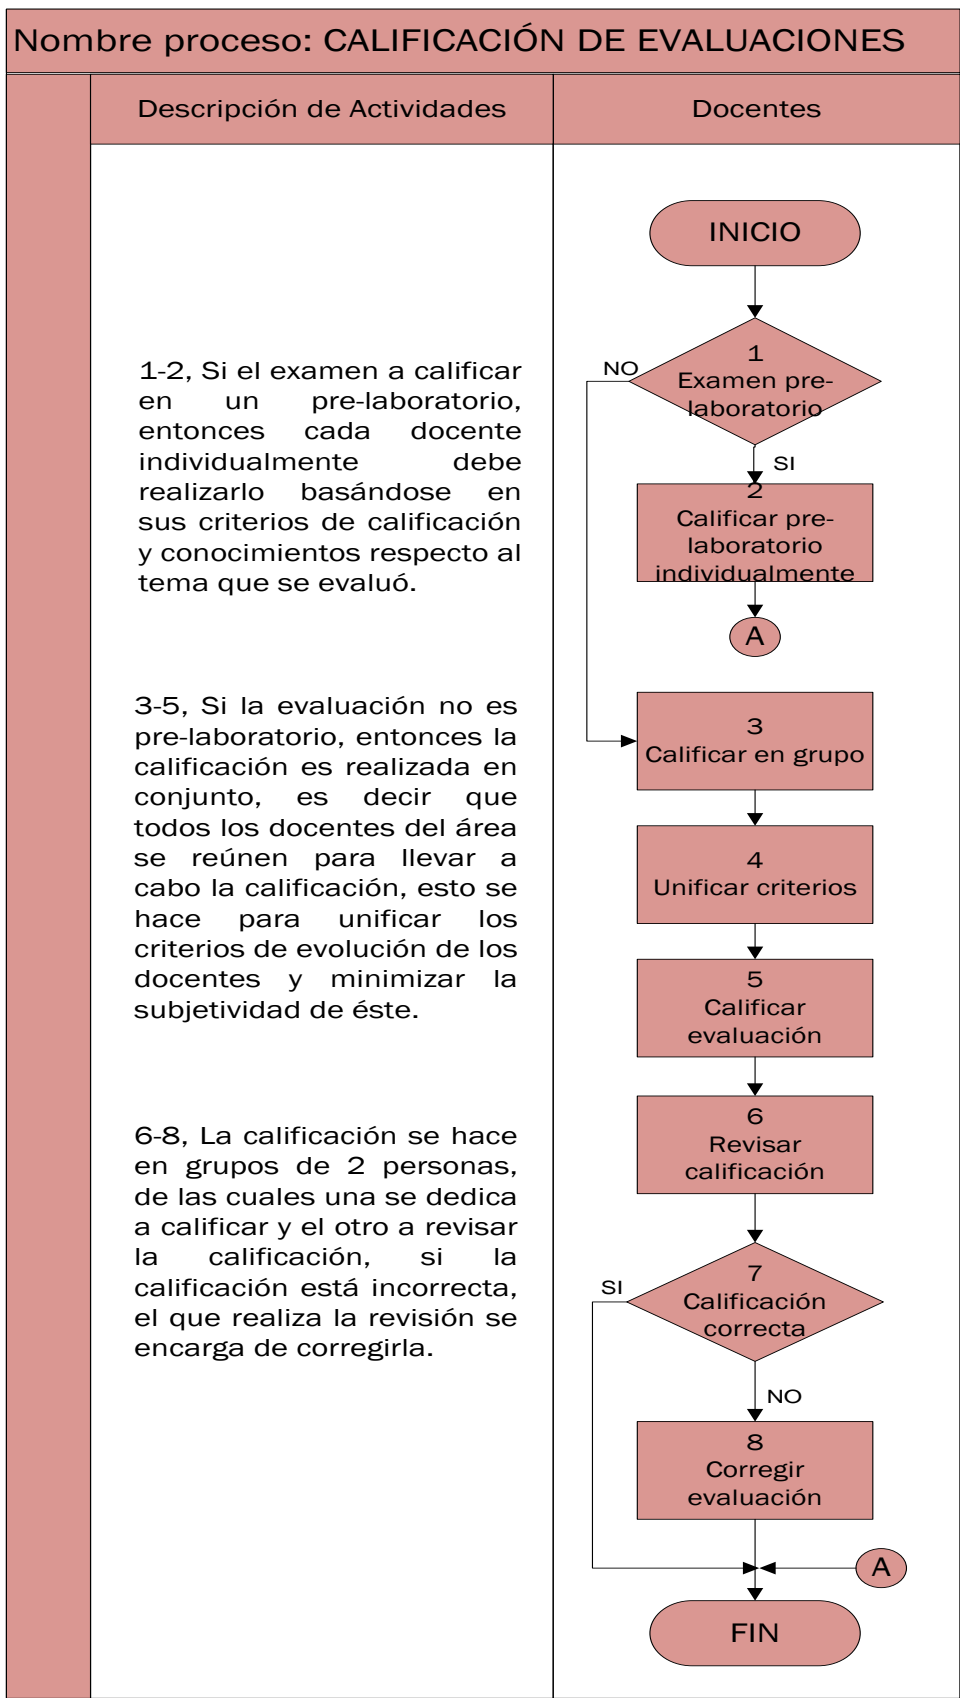 Nombre proceso: CALIFICACIÓN DE EVALUACIONES
Descripción de Actividades
Docentes
1-2, Si el examen a calificar
en un pre-laboratorio,
entonces cada docente
individualmente debe
realizarlo basándose en
sus criterios de calificación
y conocimientos respecto al
tema que se evaluó.
3-5, Si la evaluación no es
pre-laboratorio, entonces la
calificación es realizada en
conjunto, es decir que
todos los docentes del área
se reúnen para llevar a
cabo la calificación, esto se
hace para unificar los
criterios de evolución de los
docentes y minimizar la
subjetividad de éste.
6-8, La calificación se hace
en grupos de 2 personas,
de las cuales una se dedica
a calificar y el otro a revisar
la calificación, si la
calificación está incorrecta,
el que realiza la revisión se
encarga de corregirla.
INICIO
1
Examen pre-
laboratorio
NO
SI
2
Calificar pre-
laboratorio
individualmente
A
3
Calificar en grupo
4
Unificar criterios
5
Calificar
evaluación
6
Revisar
calificación
7
Calificación
correcta
SI
NO
8
Corregir
evaluación
A
FIN